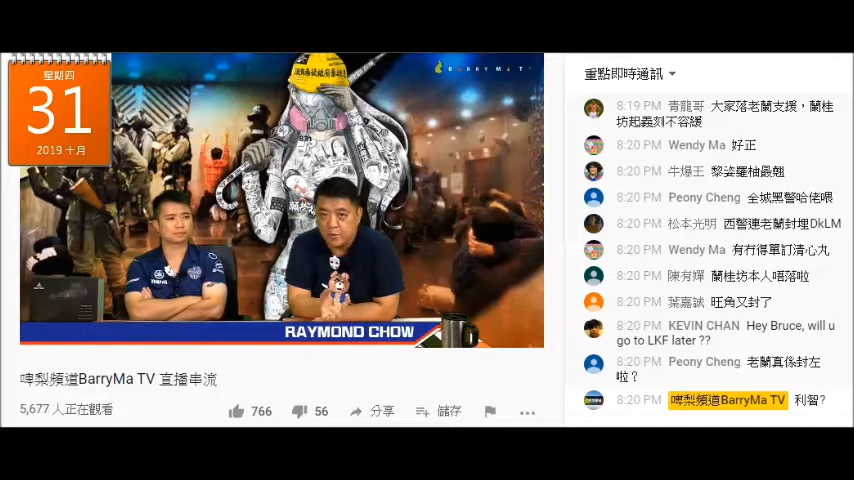 星期四
31
2019 十月
BARRY MA TV
RAYMOND CHOW
啤梨頻道BarryMa TV 直播串流
5,677 人正在觀看
766
56
分享
儲存
重點即時通訊
8:19 PM 青龍哥 大家落老蘭支援，蘭桂
坊起義刻不容緩
8:20 PM Wendy Ma 好正
8:20 PM 牛爆王 黎姿羅柚最翹
8:20 PM Peony Cheng 全城黑警哈佬喂
8:20 PM 松本光明 西警連老蘭封埋DkLM
8:20 PM Wendy Ma 有冇得單訂清心丸
8:20 PM 陳有嬋 蘭桂坊本人唔落啦
8:20 PM 葉嘉誠 旺角又封了
8:20 PM KEVIN CHAN Hey Bruce, will u
go to LKF later ??
8:20 PM Peony Cheng 老蘭真係封左
啦？
8:20 PM 啤梨頻道BarryMa TV 利智?